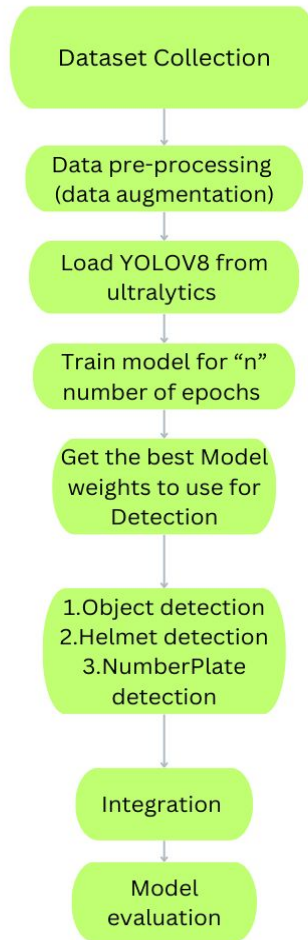 Dataset Collection
Data pre-processing
(data augmentation)
Load YOLOV8 from
ultralytics
Train model for “n”
number of epochs
Get the best Model
weights to use for
Detection
1.Object detection
2.Helmet detection
3.NumberPlate
detection
Integration
Model
evaluation